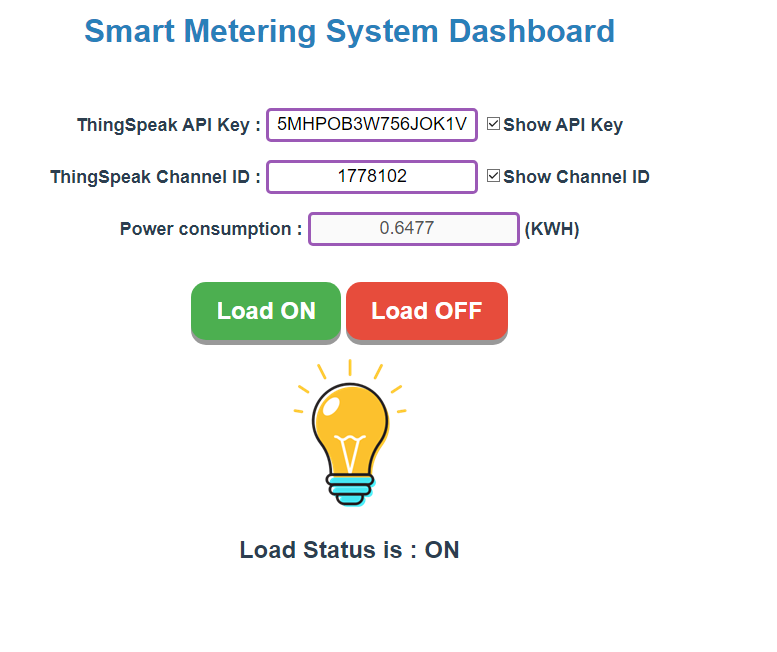 Smart Metering System Dashboard
ThingSpeak API Key : 5MHPOB3W756JOK1V Show API Key
ThingSpeak Channel ID : 1778102 Show Channel ID
Power consumption : 0.6477 (KWH)
Load ON Load OFF
Load Status is : ON